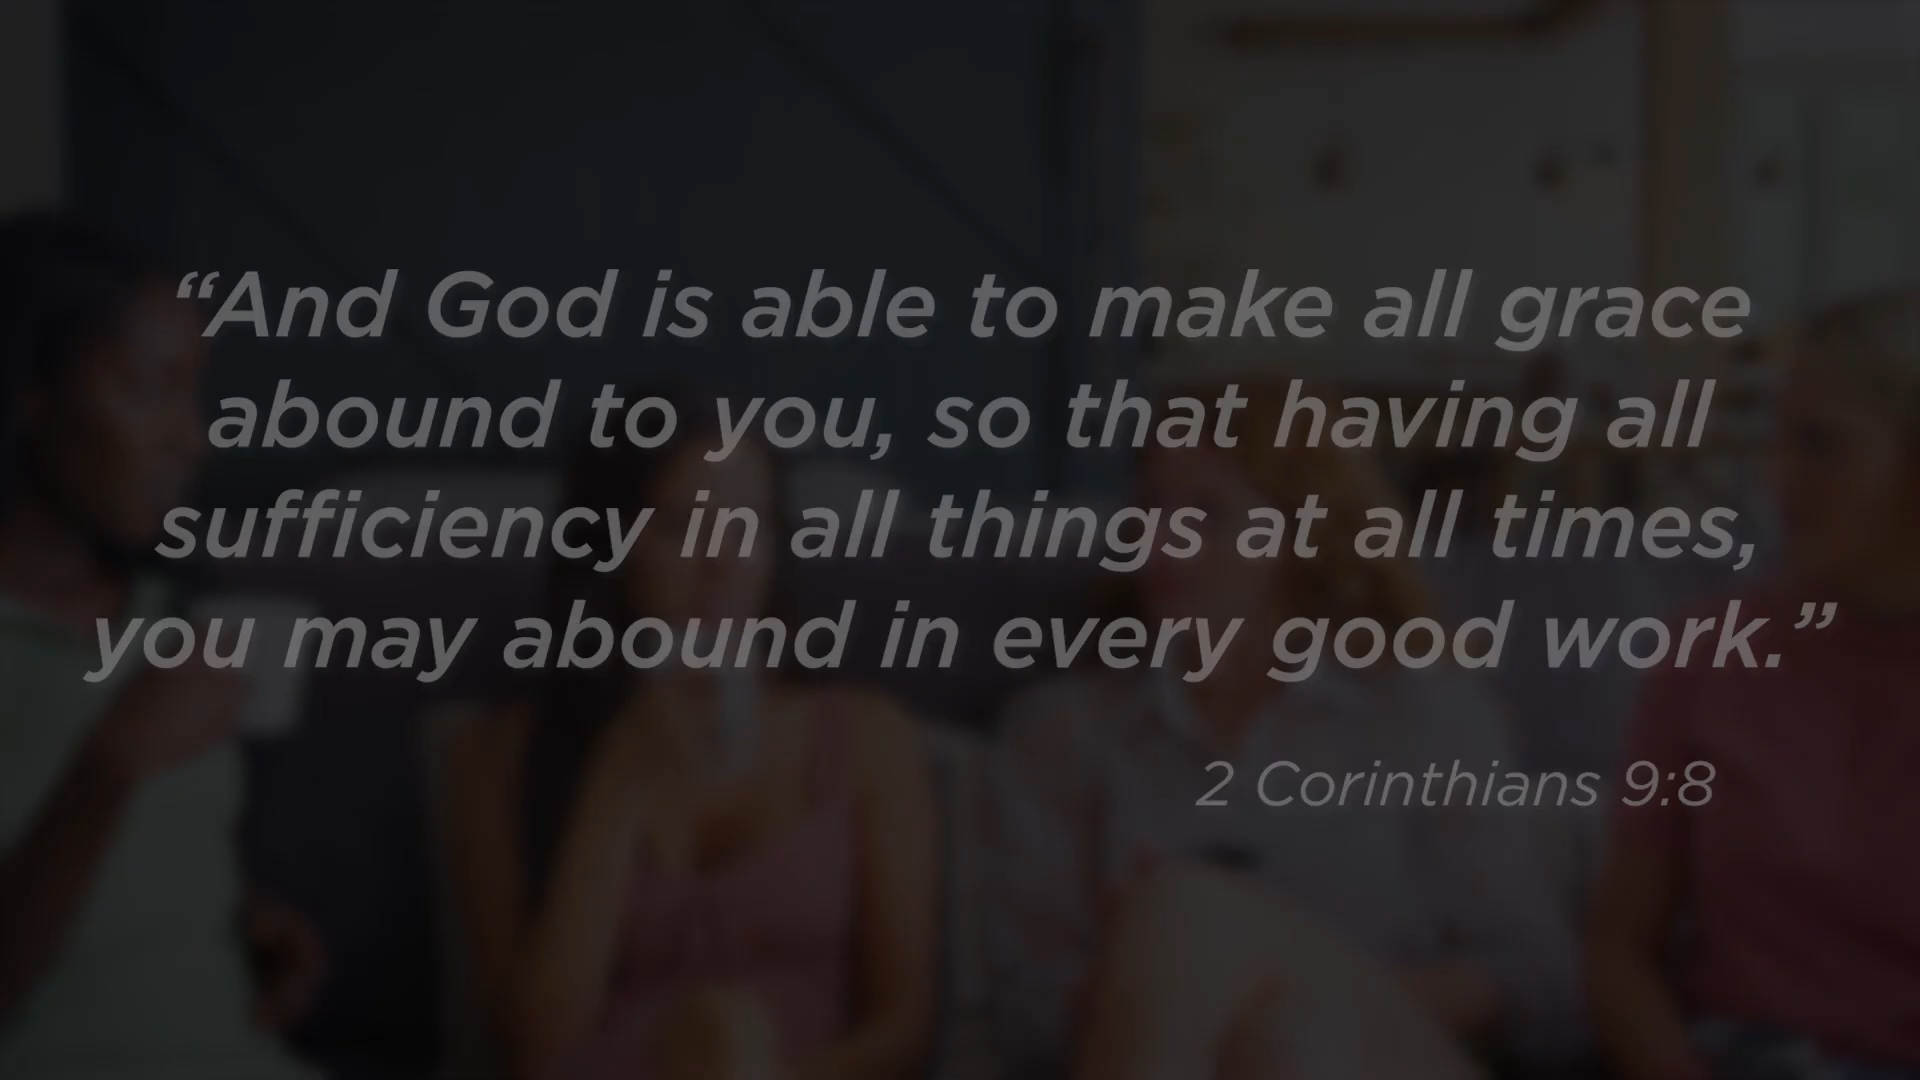 “And God is able to make all grace
abound to you, so that having all
sufficiency in all things at all times,
you may abound in every good work.”
2 Corinthians 9:8